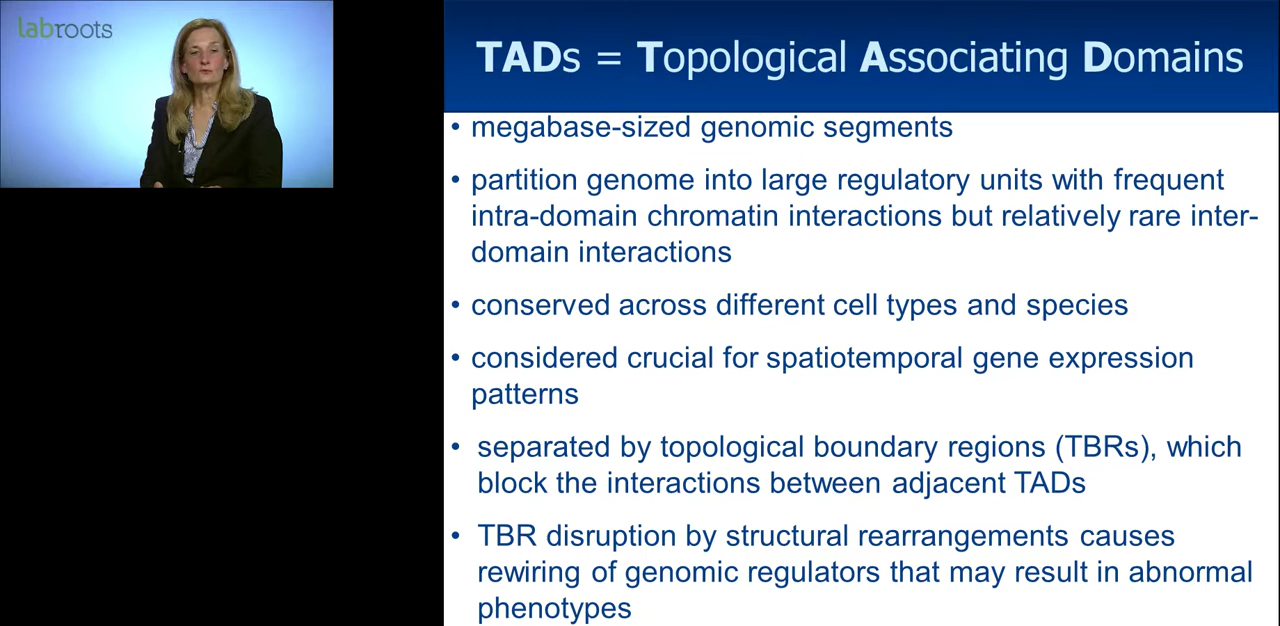 labroots
TADs = Topological Associating Domains
• megabase-sized genomic segments
• partition genome into large regulatory units with frequent
intra-domain chromatin interactions but relatively rare inter-
domain interactions
• conserved across different cell types and species
• considered crucial for spatiotemporal gene expression
patterns
• separated by topological boundary regions (TBRs), which
block the interactions between adjacent TADs
• TBR disruption by structural rearrangements causes
rewiring of genomic regulators that may result in abnormal
phenotypes